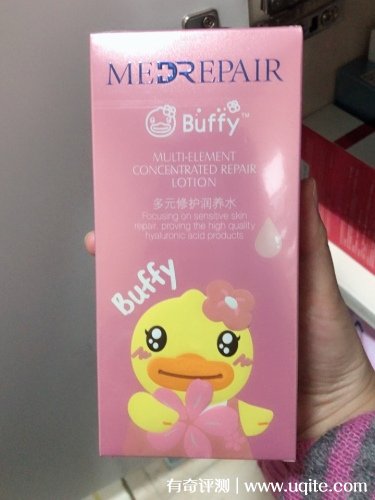 MEDREPAIR
Buffy™
MULTI-ELEMENT
CONCENTRATED REPAIR
LOTION
多元修护润养水
Focusing on sensitive skin
repair, proving the high quality
hyaluronic acid products
Buffy
有奇评测 | www.uqite.com